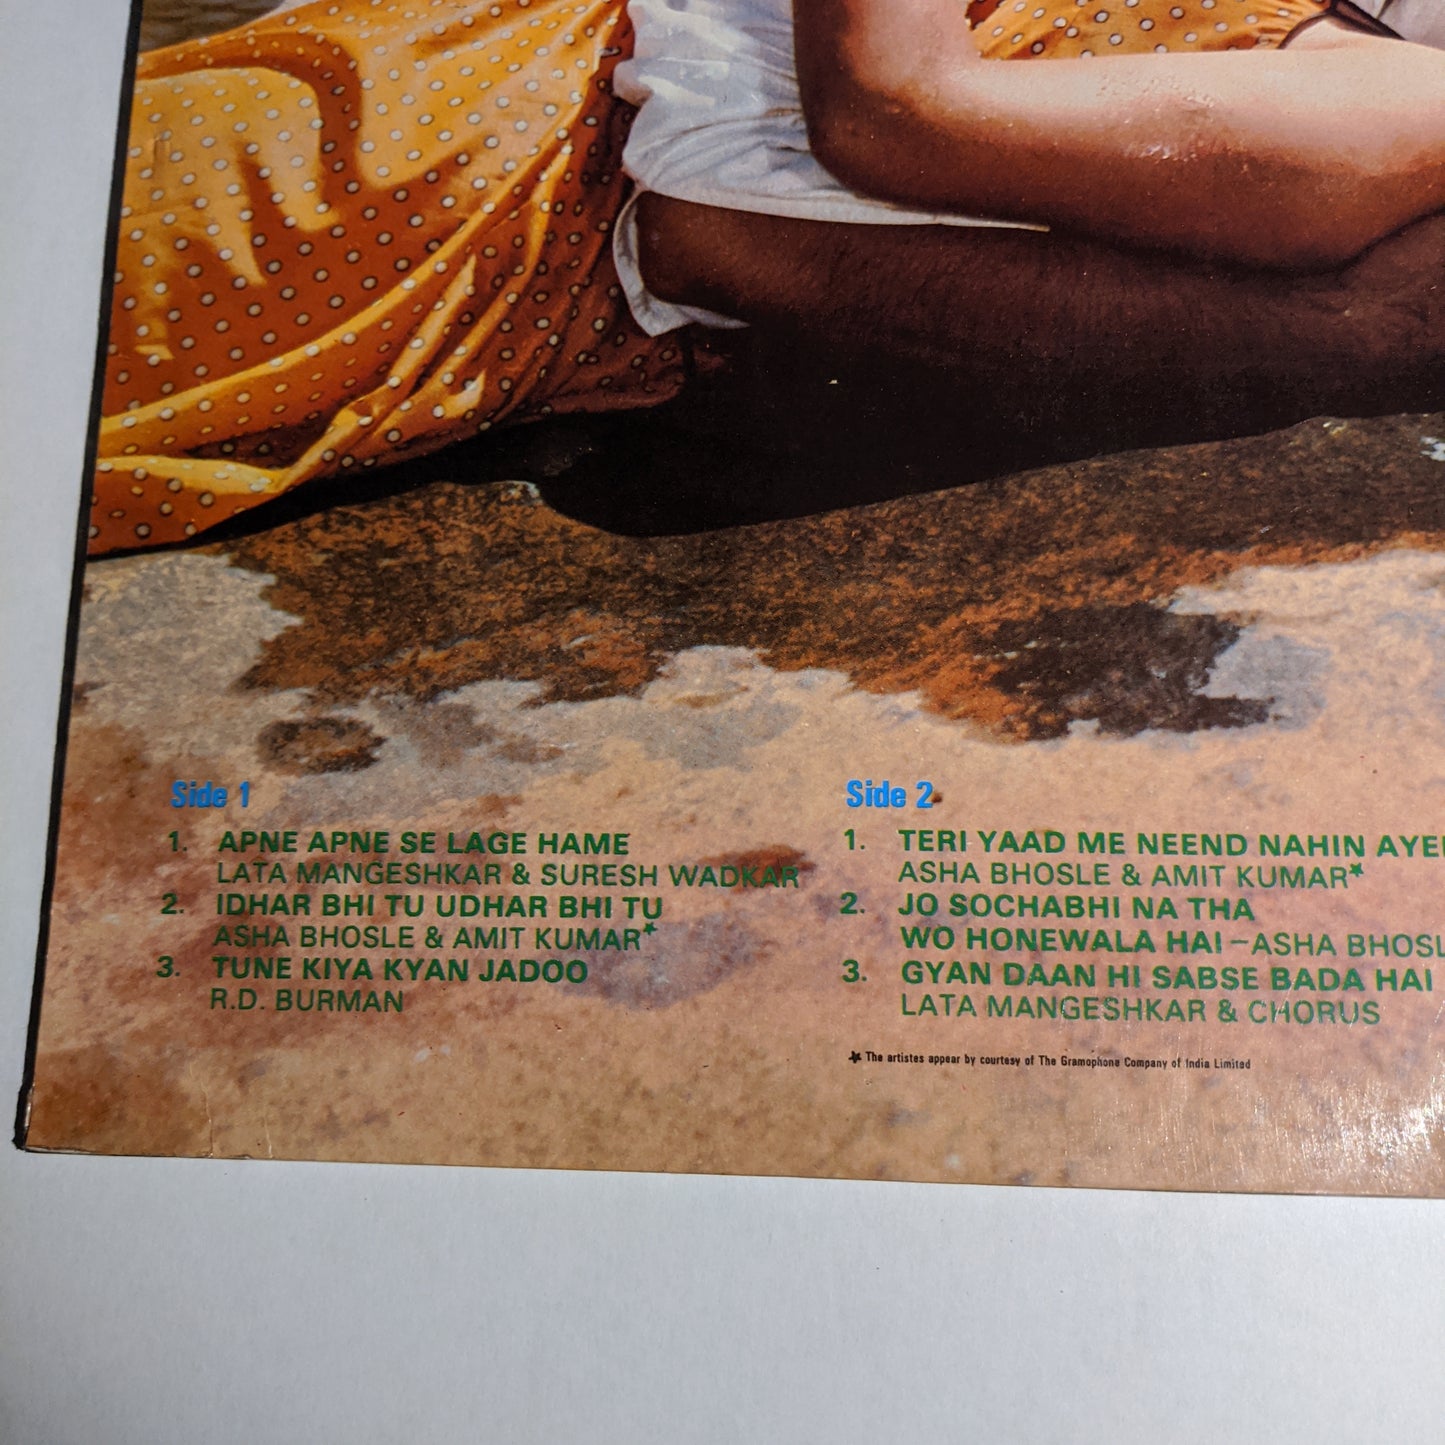 Side 1
1. APNE APNE SE LAGE HAME
LATA MANGESHKAR & SURESH WADKAR
2. IDHAR BHI TU UDHAR BHI TU
ASHA BHOSLE & AMIT KUMAR*
3. TUNE KIYA KYAN JADOO
R.D. BURMAN
Side 2
1. TERI YAAD ME NEEND NAHIN
ASHA BHOSLE & AMIT KUMAR*
2. JO SOCHABHI NA THA
WO HONEWALA HAI – ASHA
3. GYAN DAAN HI SABSE BADA HAI
LATA MANGESHKAR & CHORUS
* The artistes appear by courtesy of The Gramophone Company of India Limited